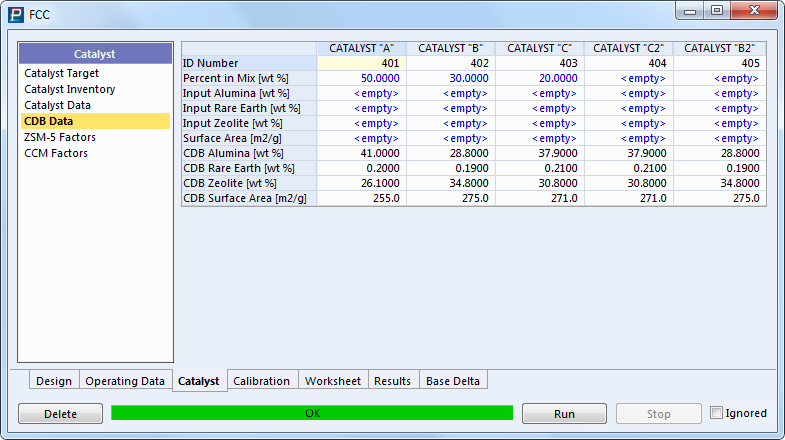 FCC
Catalyst
Catalyst Target
Catalyst Inventory
Catalyst Data
CDB Data
ZSM-5 Factors
CCM Factors
CATALYST "A" CATALYST "B" CATALYST "C" CATALYST "C2" CATALYST "B2"
ID Number 401 402 403 404 405
Percent in Mix [wt %] 50.0000 30.0000 20.0000 <empty> <empty>
Input Alumina [wt %] <empty> <empty> <empty> <empty> <empty>
Input Rare Earth [wt %] <empty> <empty> <empty> <empty> <empty>
Input Zeolite [wt %] <empty> <empty> <empty> <empty> <empty>
Surface Area [m2/g] <empty> <empty> <empty> <empty> <empty>
CDB Alumina [wt %] 41.0000 28.8000 37.9000 37.9000 28.8000
CDB Rare Earth [wt %] 0.2000 0.1900 0.2100 0.2100 0.1900
CDB Zeolite [wt %] 26.1000 34.8000 30.8000 30.8000 34.8000
CDB Surface Area [m2/g] 255.0 275.0 271.0 271.0 275.0
Design Operating Data Catalyst Calibration Worksheet Results Base Delta
Delete OK Run Stop Ignored